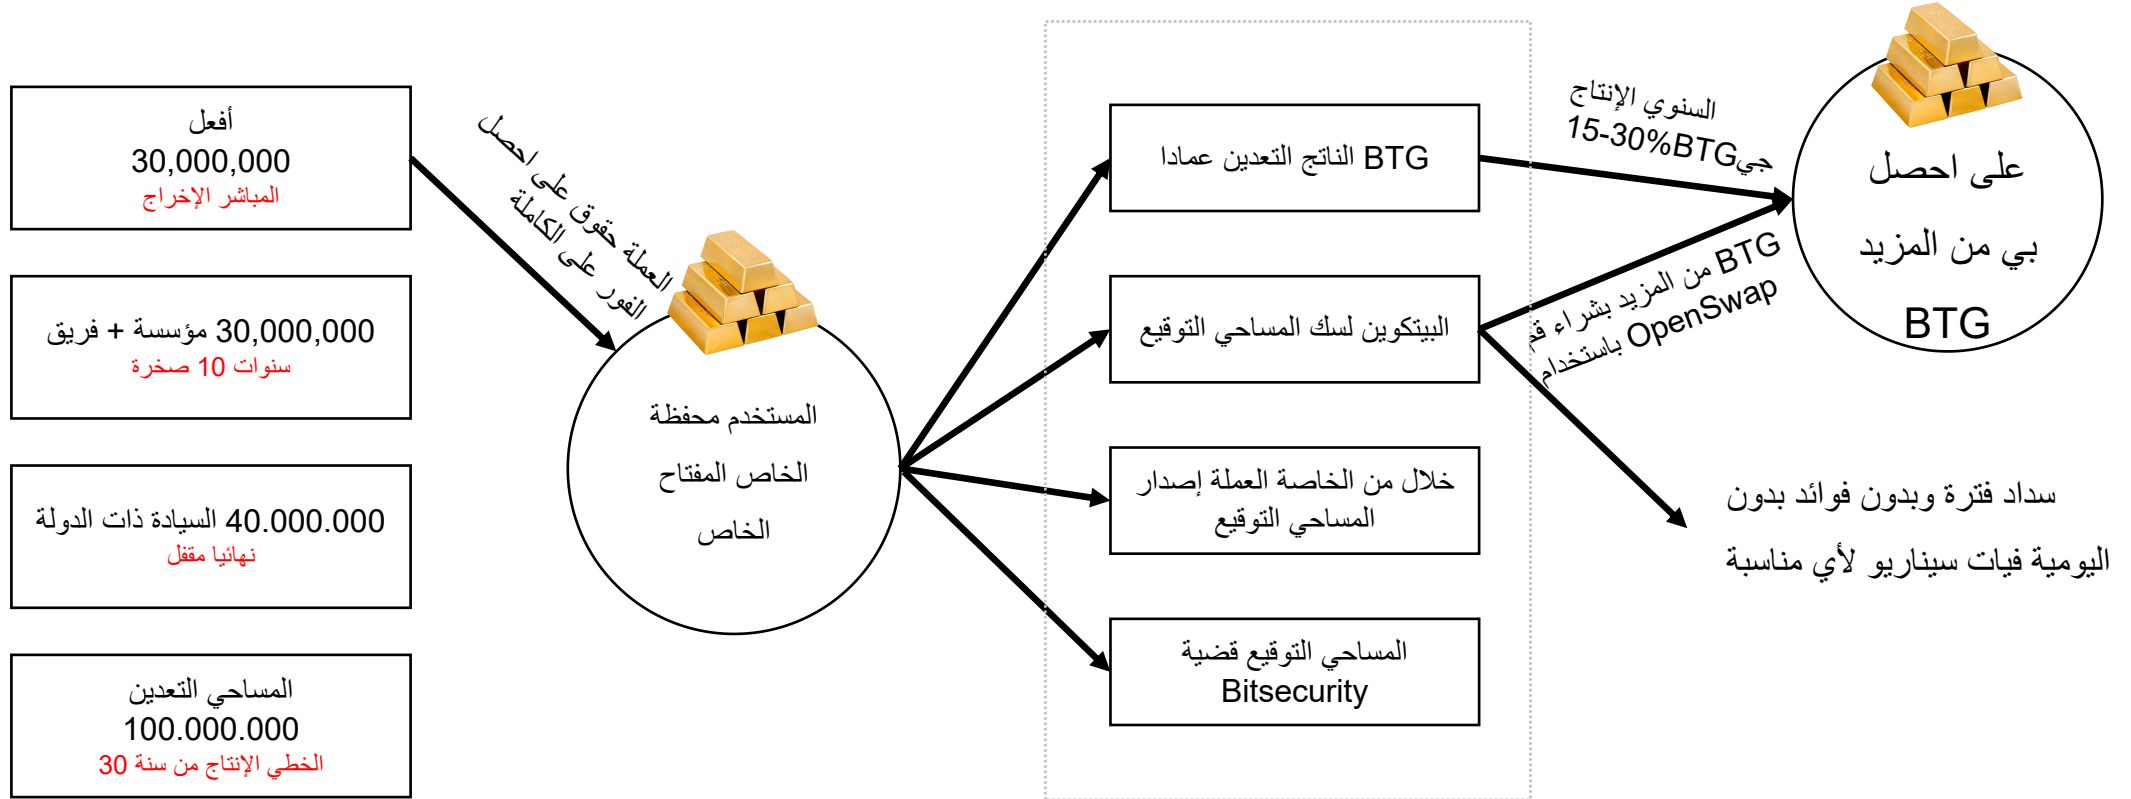 أفعل
30,000,000
المباشر الإخراج
30,000,000 مؤسسة + فريق
سنوات 10 صخرة
40.000.000 السيادة ذات الدولة
نهائيا مقفل
المساحي التعدين
100.000.000
الخطي الإنتاج من سنة 30
العملة حقوق على احصل
الفور على الكاملة
المستخدم محفظة
الخاص المفتاح
الخاص
BTG الناتج التعدين عمادا
البيتكوين لسك المساحي التوقيع
خلال من الخاصة العملة إصدار
المساحي التوقيع
المساحي التوقيع قضية
Bitsecurity
السنوي الإنتاج
15-30%BTGجي
BTG من المزيد بشراء قم
OpenSwap باستخدام
على احصل
بي من المزيد
BTG
سداد فترة وبدون فوائد بدون
اليومية فيات سيناريو لأي مناسبة